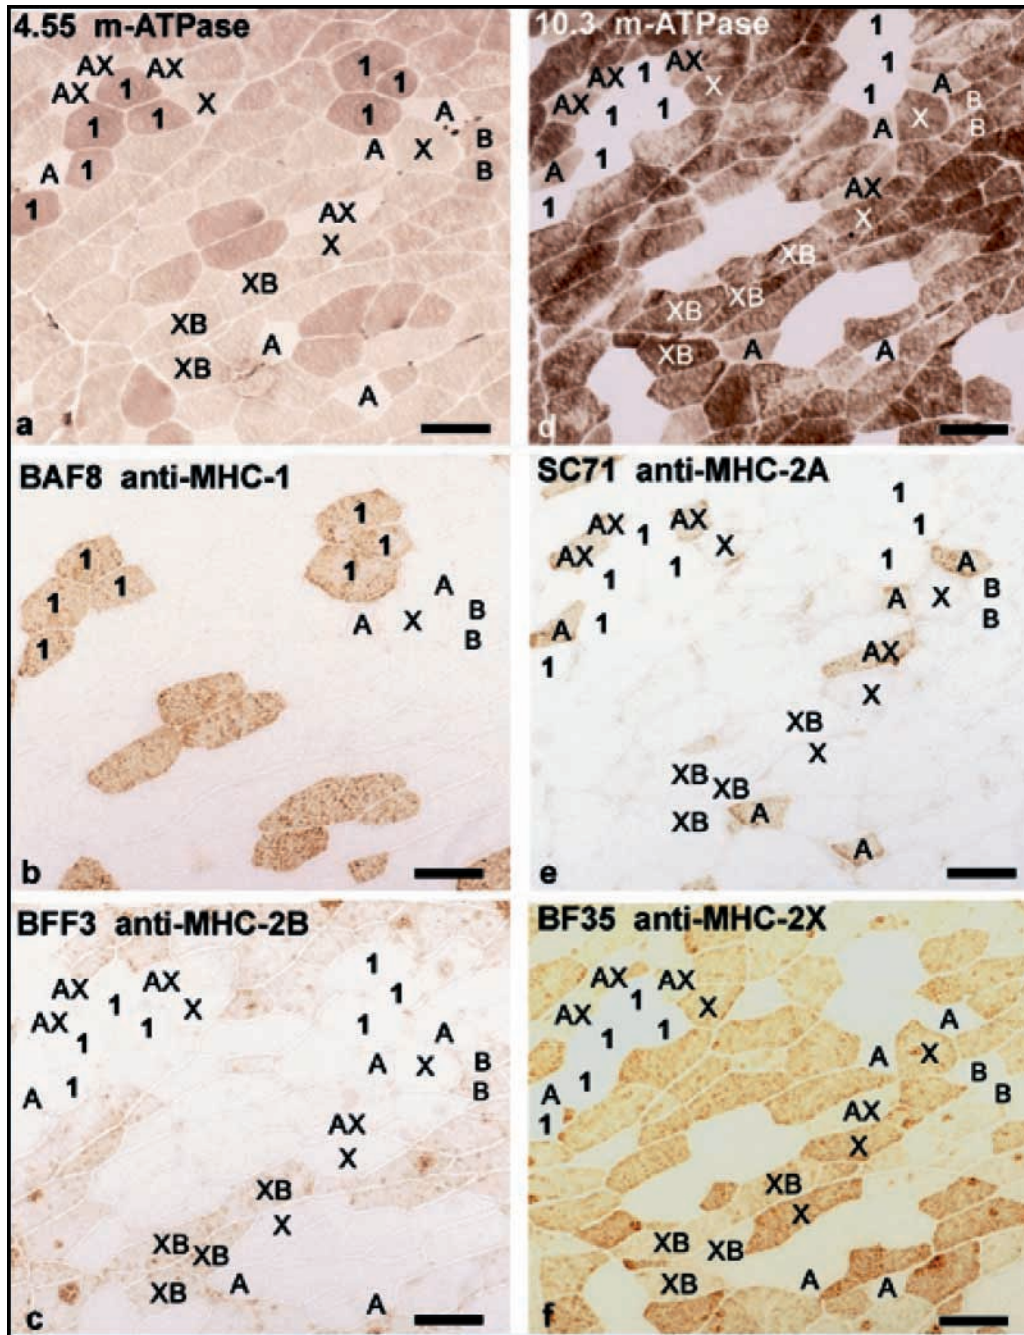 4.55 m-ATPase
1
AX AX
1 1
AX X
1 1 1 A
B
A X
A 1
B
1
AX
X
XB
XB
A
XB
A
a
10.3 m-ATPase
1
AX 1 AX
1
X A
AX 1 1 1 B
X B
A
1
A
AX
1
X
XB
XB XB
XB A A
d
BAF8 anti-MHC-1
1
1 1
1 1
1 A
B
A X
B
1
b
SC71 anti-MHC-2A
1
AX AX
1 1
X
AX 1 A
1 1
B
A X
B
A 1
AX
1
X
XB
X
XB XB
XB A
A
e
BFF3 anti-MHC-2B
1
AX AX
1 1
X
AX 1 1
1 A
A X B
1 B
A
AX
X
XB
X
XB XB
A
XB
A
c
BF35 anti-MHC-2X
AX AX
1 X
AX 1 1 A
A X
B
1
A B
1 AX
X
XB
X
XB XB
XB A A
f